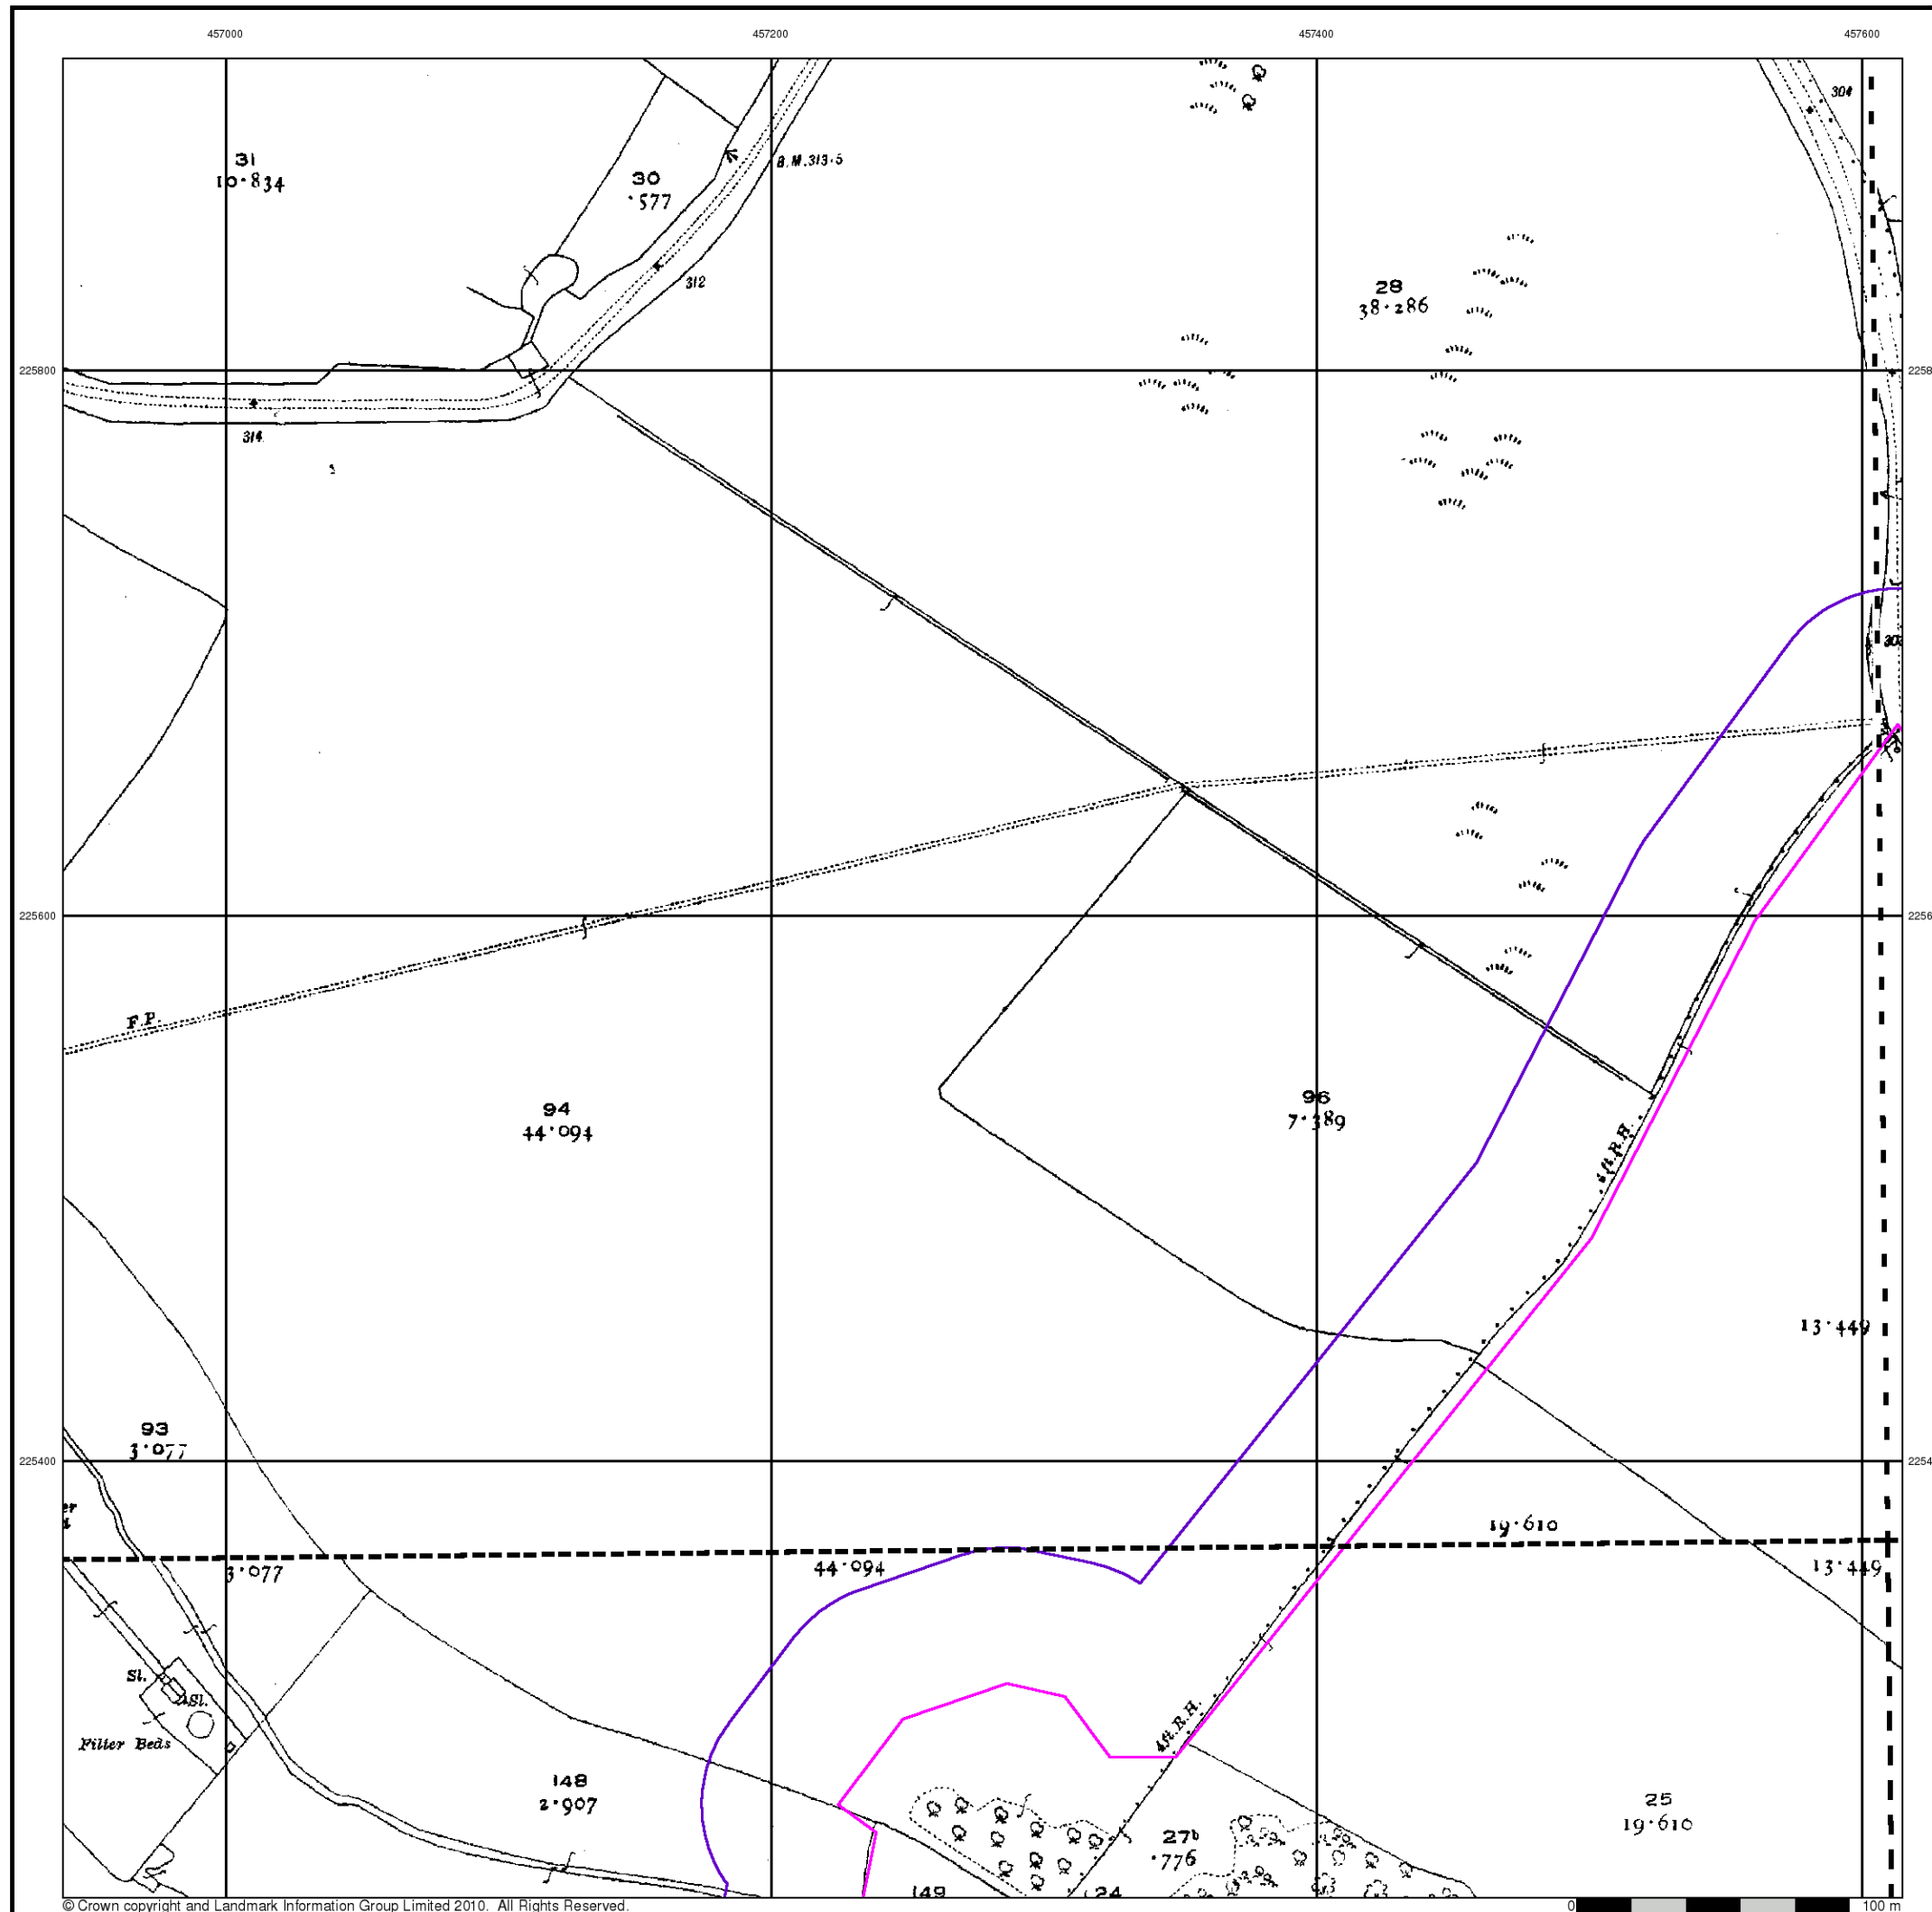 457000 457200 457400 457600
304
31
10·834
B.M.313·5
30
·577
312
28
38·286
225800
314
225600
F.P.
94
44·094
96
7·389
4ft.R.H.
13·449
93
3·077
225400
19·610
3·077
44·094
13·449
Sl.
Sl.
4ft.R.H.
Filter Beds
148
2·907
25
19·610
27b
·776
149
24
© Crown copyright and Landmark Information Group Limited 2010. All Rights Reserved.
0 100 m